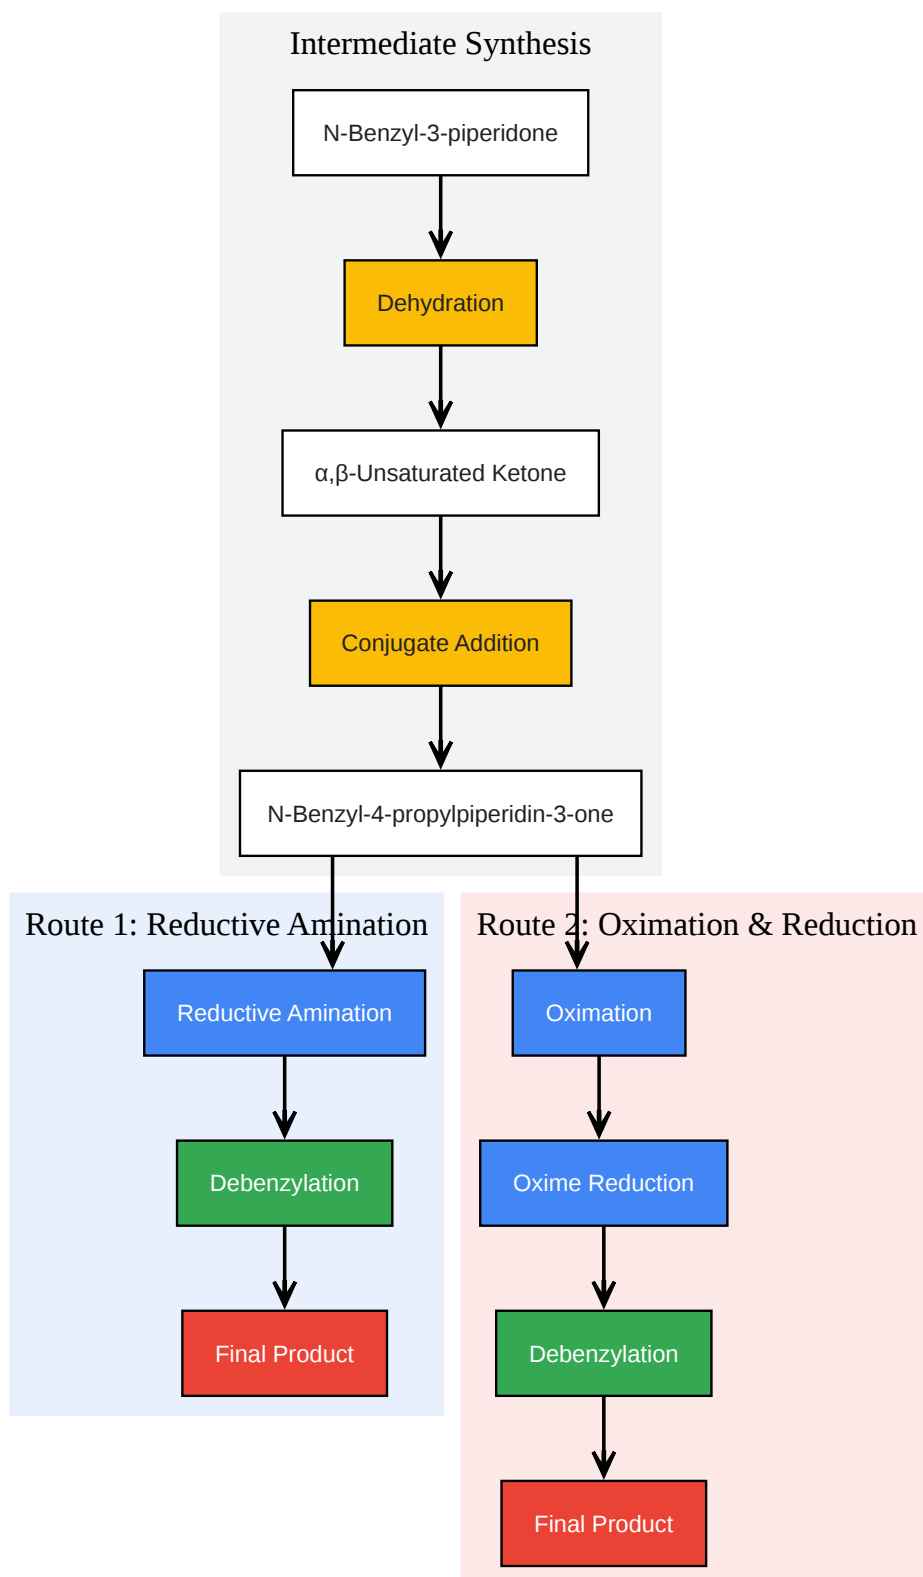 Intermediate Synthesis
N-Benzyl-3-piperidone
Dehydration
α,β-Unsaturated Ketone
Conjugate Addition
N-Benzyl-4-propylpiperidin-3-one
Route 1: Reductive Amination
Reductive Amination
Debenzylation
Final Product
Route 2: Oximation & Reduction
Oximation
Oxime Reduction
Debenzylation
Final Product